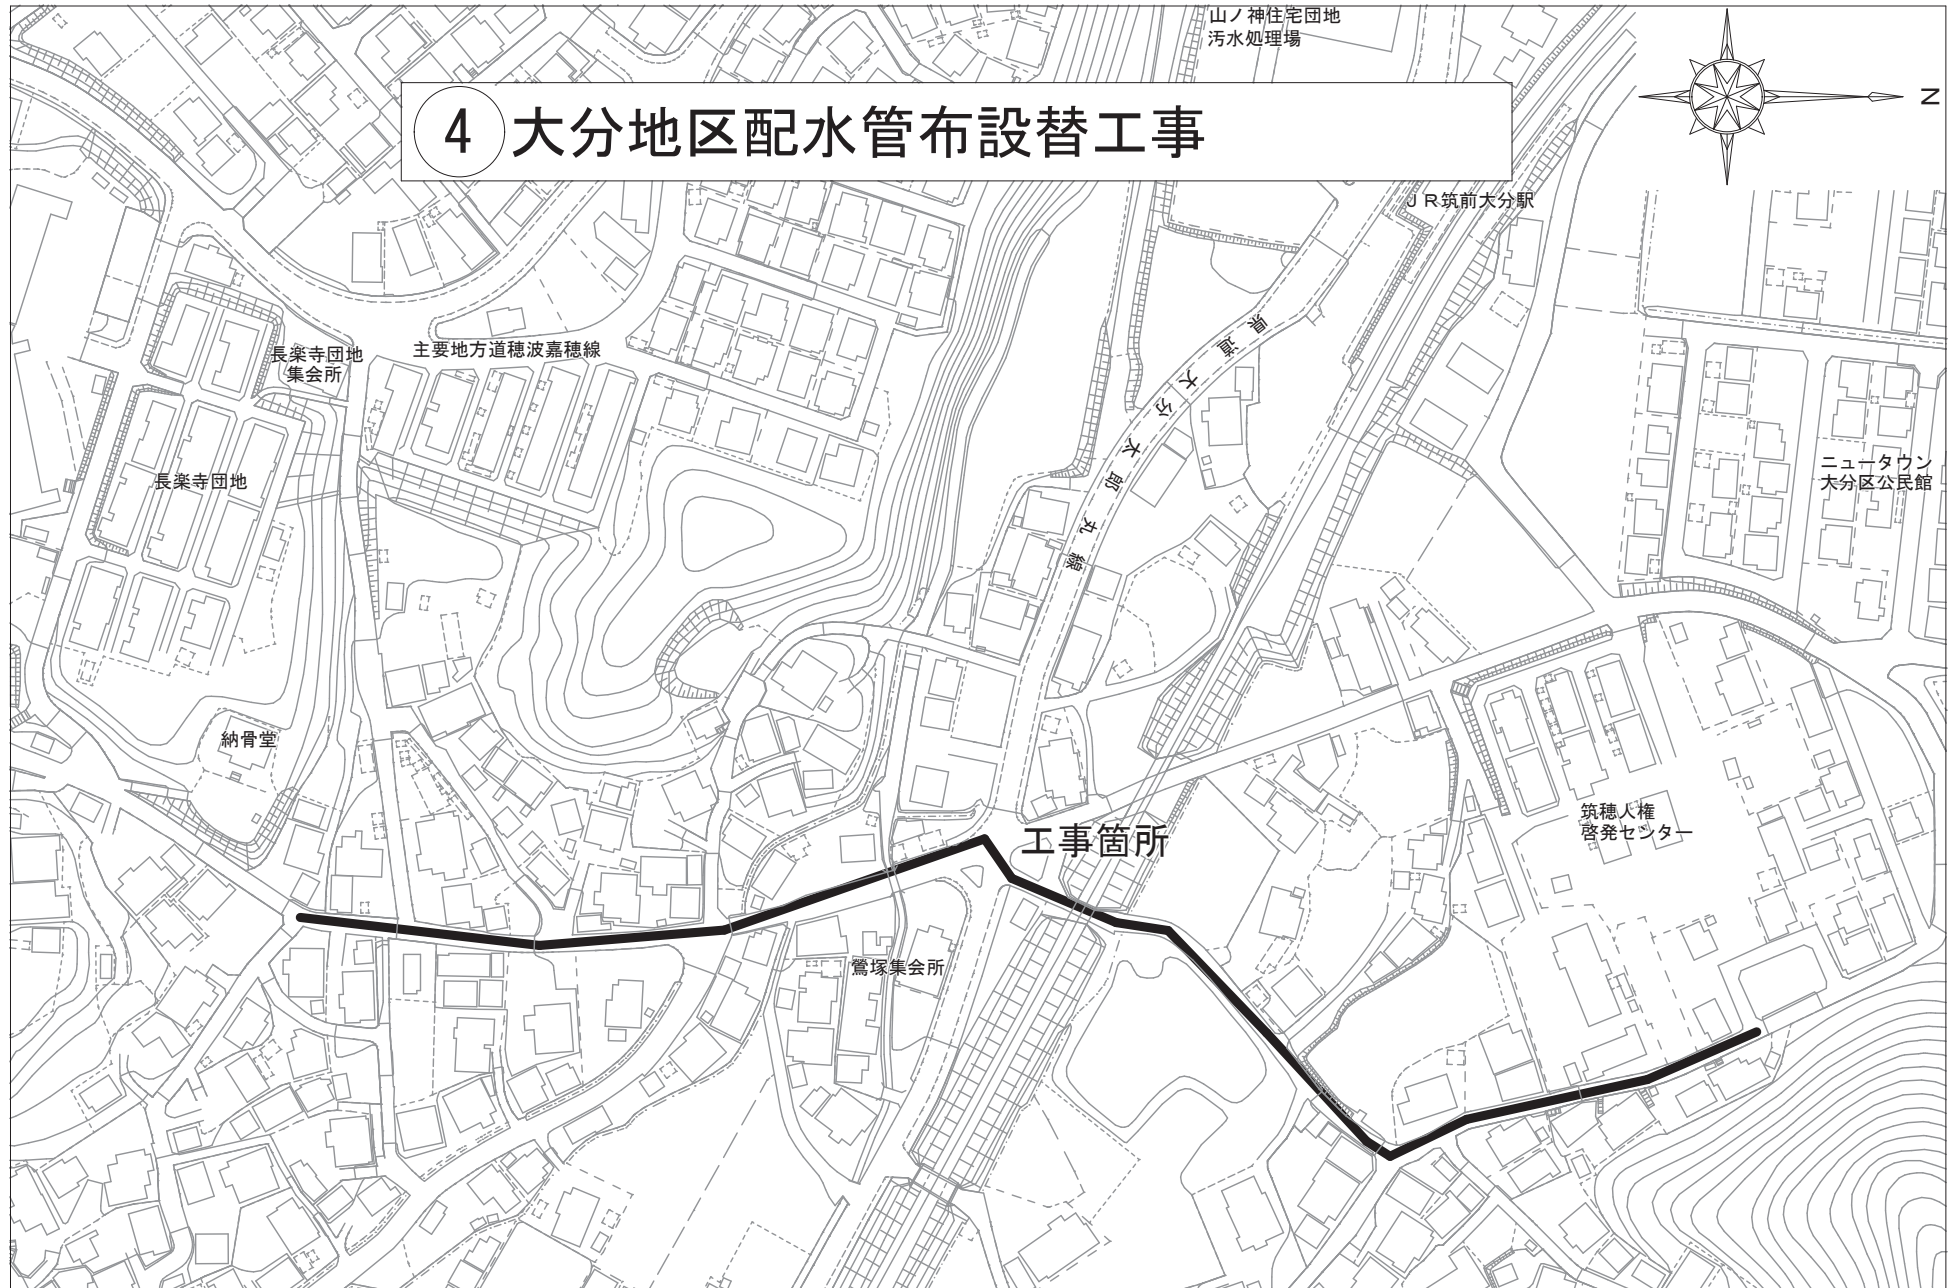 山ノ神住宅団地
汚水処理場
④大分地区配水管布設替工事
N
JR筑前大分駅
県道大分太郎丸線
長楽寺団地
集会所
主要地方道穂波嘉穂線
長楽寺団地
ニュータウン
大分区公民館
納骨堂
筑穂人権
啓発センター
工事箇所
鶯塚集会所